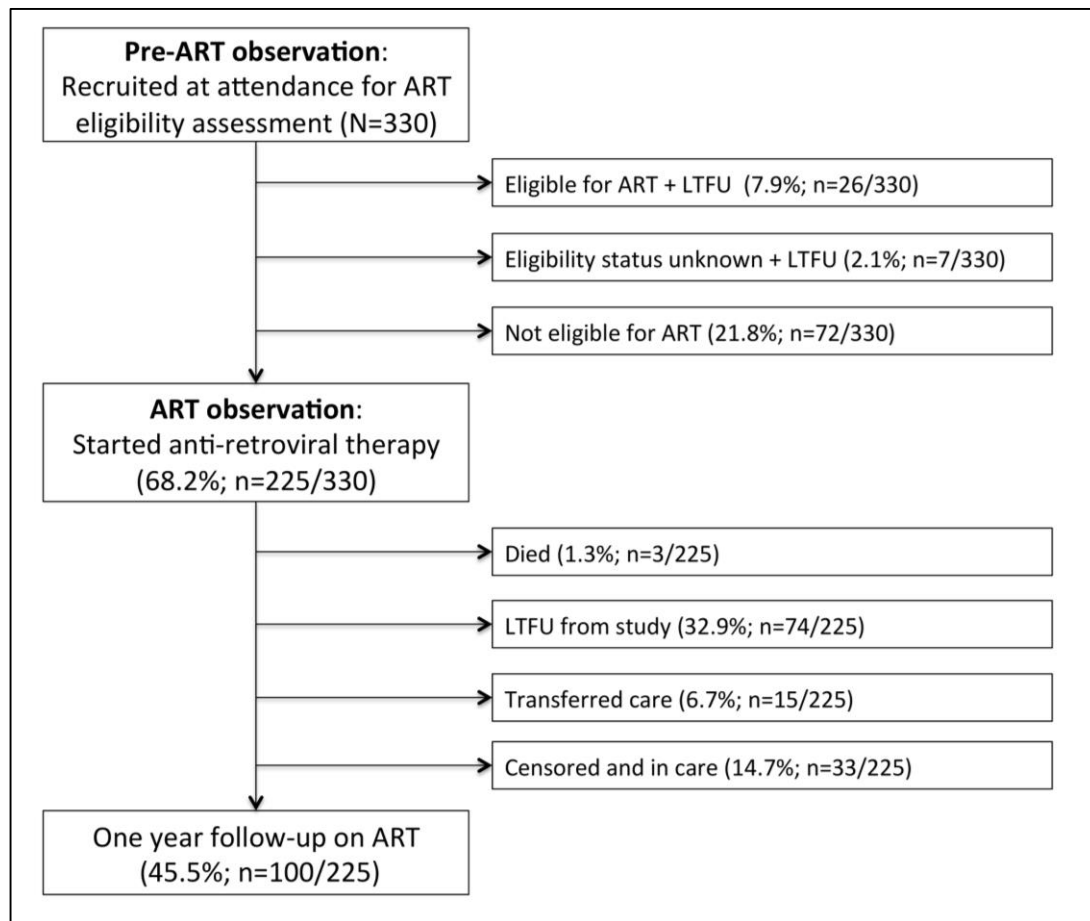 Pre-ART observation:
Recruited at attendance for ART
eligibility assessment (N=330)
Eligible for ART + LTFU (7.9%; n=26/330)
Eligibility status unknown + LTFU (2.1%; n=7/330)
Not eligible for ART (21.8%; n=72/330)
ART observation:
Started anti-retroviral therapy
(68.2%; n=225/330)
Died (1.3%; n=3/225)
LTFU from study (32.9%; n=74/225)
Transferred care (6.7%; n=15/225)
Censored and in care (14.7%; n=33/225)
One year follow-up on ART
(45.5%; n=100/225)